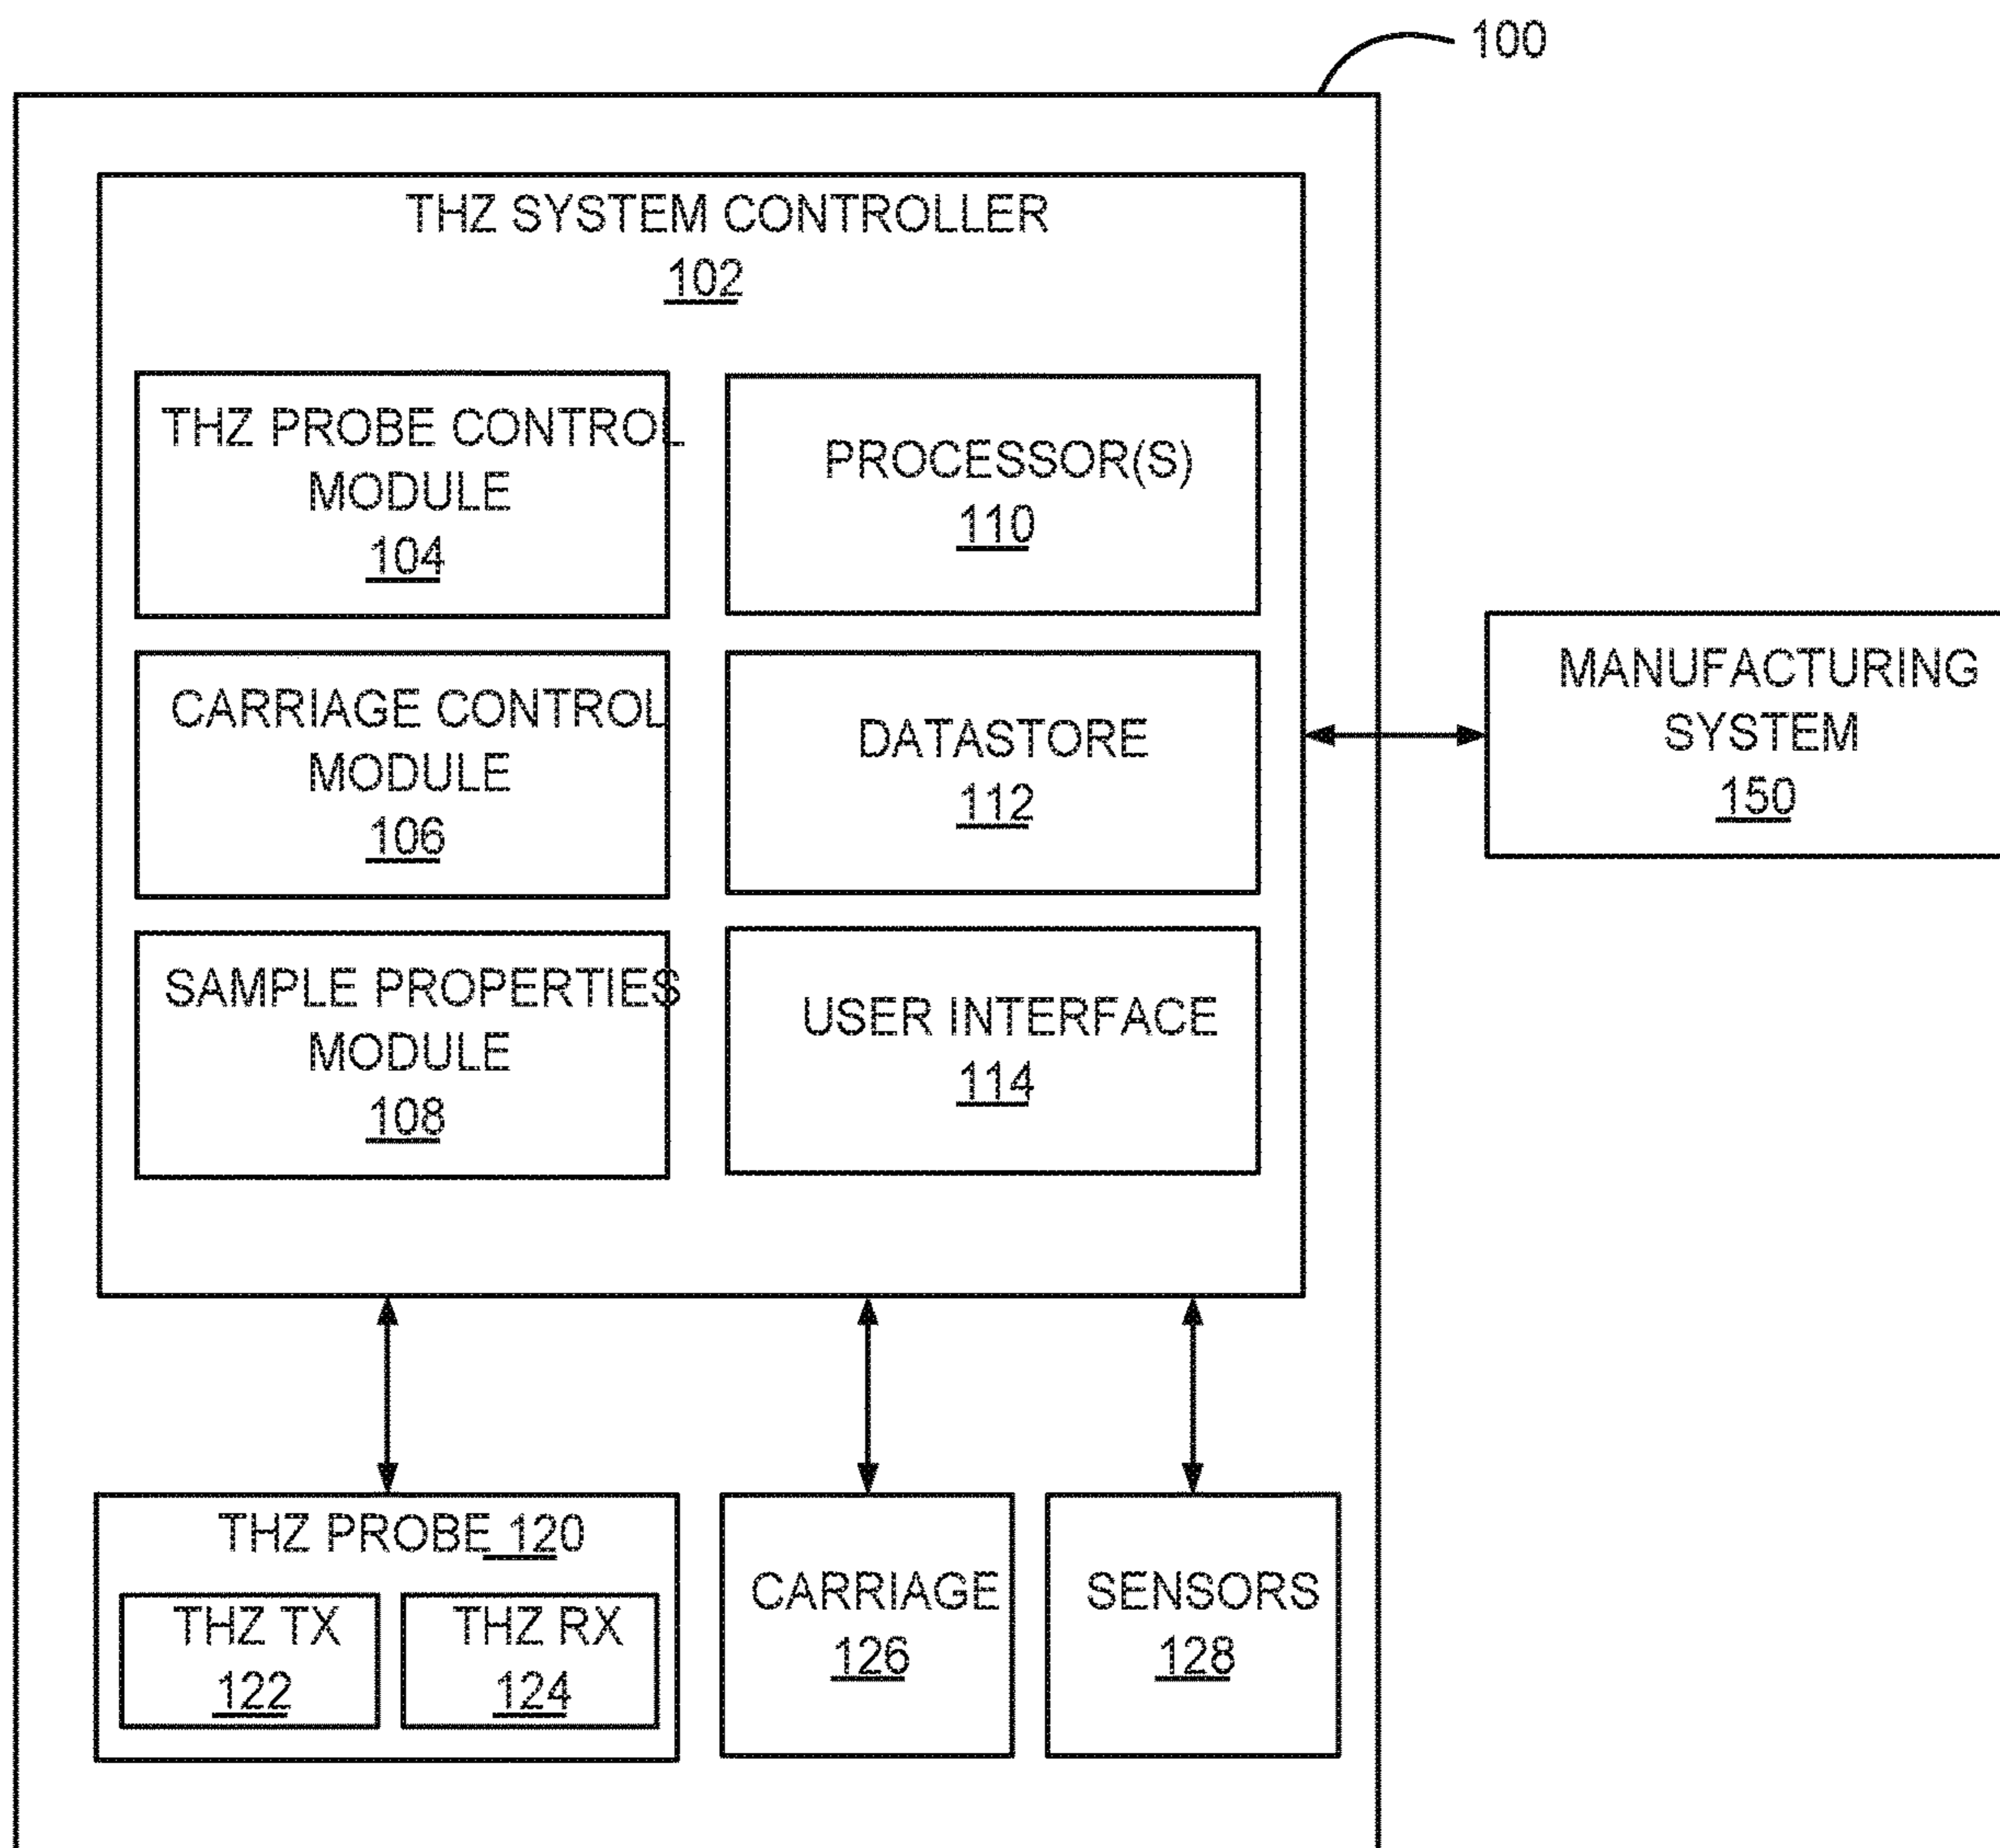 100
THZ SYSTEM CONTROLLER
102
THZ PROBE CONTROL
MODULE
104
PROCESSOR(S)
110
CARRIAGE CONTROL
MODULE
106
DATASTORE
112
SAMPLE PROPERTIES
MODULE
108
USER INTERFACE
114
MANUFACTURING
SYSTEM
150
THZ PROBE 120
THZ TX
122
THZ RX
124
CARRIAGE
126
SENSORS
128